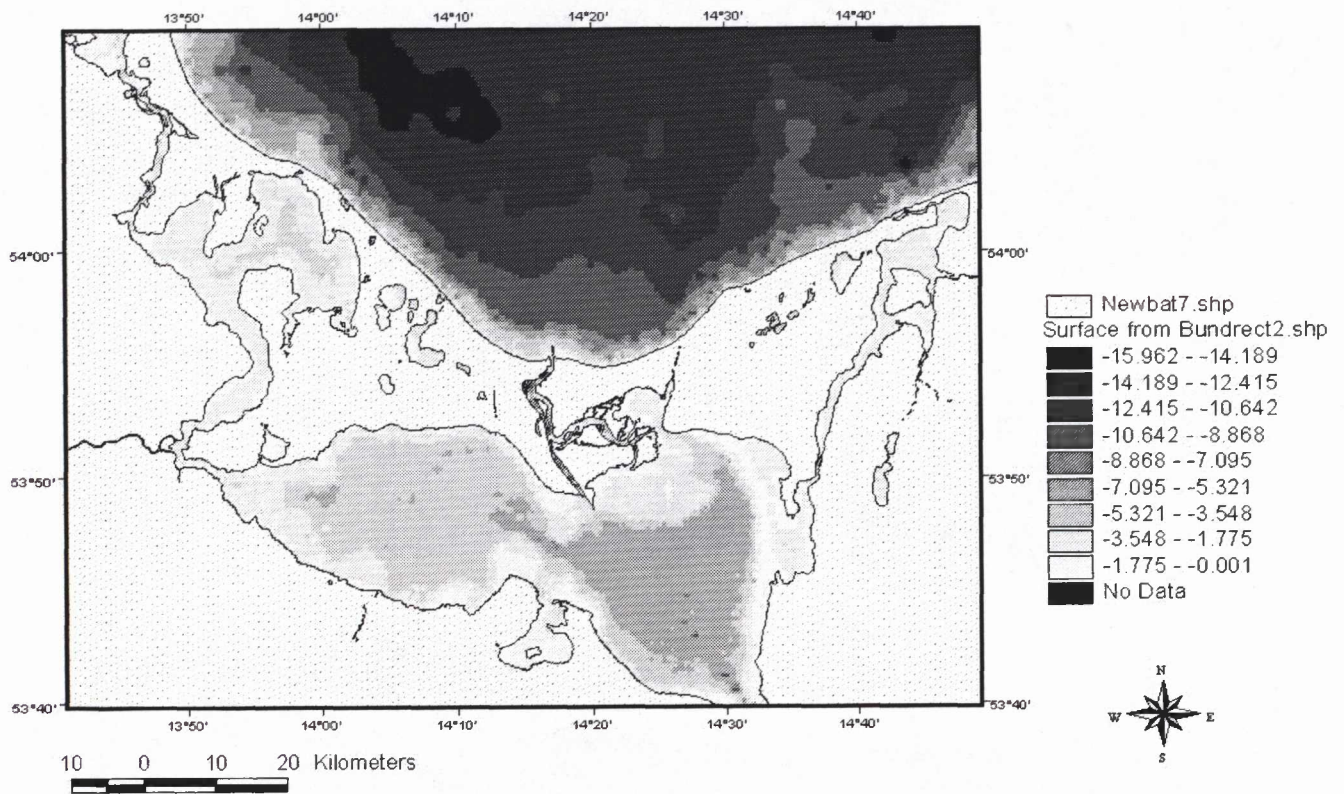 13°50' 14°00' 14°10' 14°20' 14°30' 14°40'
54°00' 54°00'
53°50' 53°50'
53°40' 53°40'
13°50' 14°00' 14°10' 14°20' 14°30' 14°40'
10 0 10 20 Kilometers
Newbat7.shp
Surface from Bundrect2.shp
-15.962 - -14.189
-14.189 - -12.415
-12.415 - -10.642
-10.642 - -8.868
-8.868 - -7.095
-7.095 - -5.321
-5.321 - -3.548
-3.548 - -1.775
-1.775 - -0.001
No Data
N
W E
S